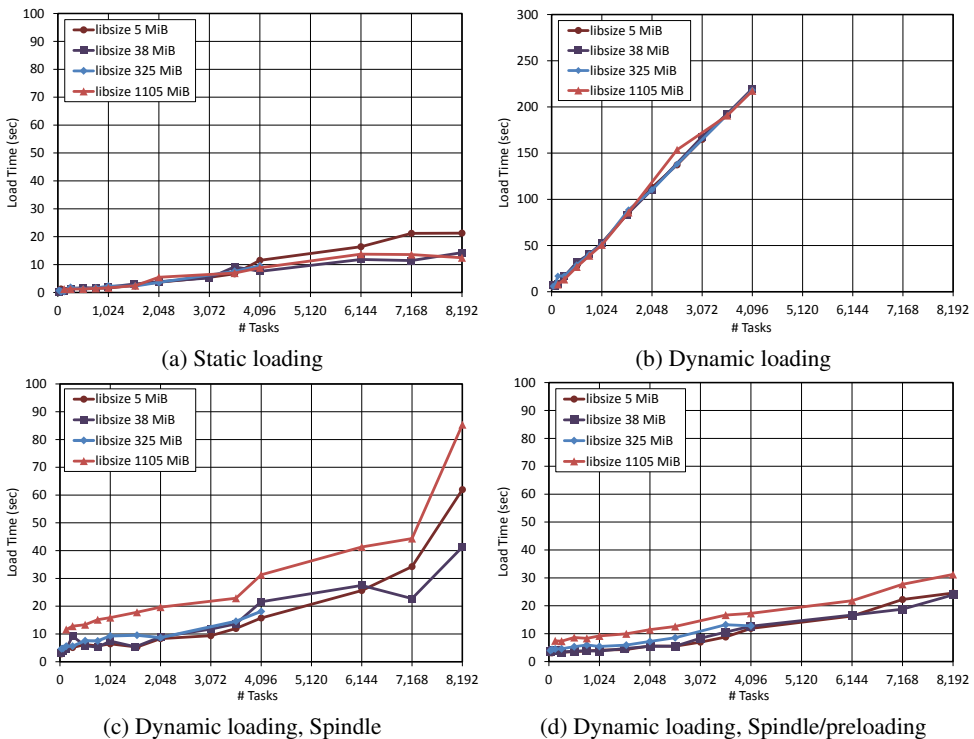 100
90
80
70
60
50
40
30
20
10
0
Load Time (sec)
libsize 5 MiB
libsize 38 MiB
libsize 325 MiB
libsize 1105 MiB
0 1,024 2,048 3,072 4,096 5,120 6,144 7,168 8,192
# Tasks
(a) Static loading
300
250
200
150
100
50
0
Load Time (sec)
libsize 5 MiB
libsize 38 MiB
libsize 325 MiB
libsize 1105 MiB
0 1,024 2,048 3,072 4,096 5,120 6,144 7,168 8,192
# Tasks
(b) Dynamic loading
100
90
80
70
60
50
40
30
20
10
0
Load Time (sec)
libsize 5 MiB
libsize 38 MiB
libsize 325 MiB
libsize 1105 MiB
0 1,024 2,048 3,072 4,096 5,120 6,144 7,168 8,192
# Tasks
(c) Dynamic loading, Spindle
100
90
80
70
60
50
40
30
20
10
0
Load Time (sec)
libsize 5 MiB
libsize 38 MiB
libsize 325 MiB
libsize 1105 MiB
0 1,024 2,048 3,072 4,096 5,120 6,144 7,168 8,192
# Tasks
(d) Dynamic loading, Spindle/preloading